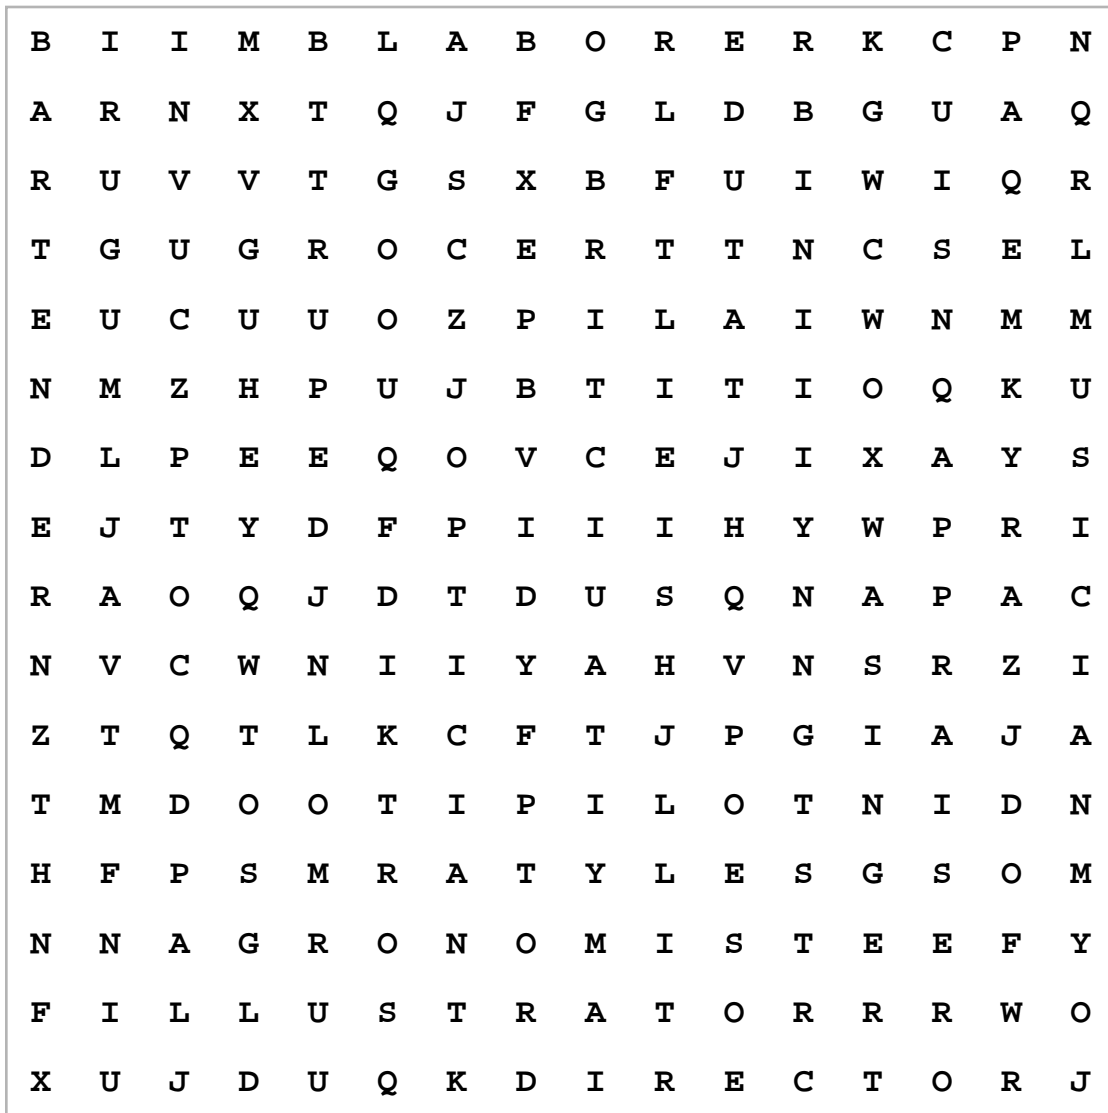 B I I M B L A B O R E R K C P N
A R N X T Q J F G L D B G U A Q
R U V V T G S X B F U I W I Q R
T G U G R O C E R T T N C S E L
E U C U U O Z P I L A I W N M M
N M Z H P U J B T I T I O Q K U
D L P E E Q O V C E J I X A Y S
E J T Y D F P I I I H Y W P R I
R A O Q J D T D U S Q N A P A C
N V C W N I I Y A H V N S R Z I
Z T Q T L K C F T J P G I A J A
T M D O O T I P I L O T N I D N
H F P S M R A T Y L E S G S O M
N N A G R O N O M I S T E E F Y
F I L L U S T R A T O R R R W O
X U J D U Q K D I R E C T O R J